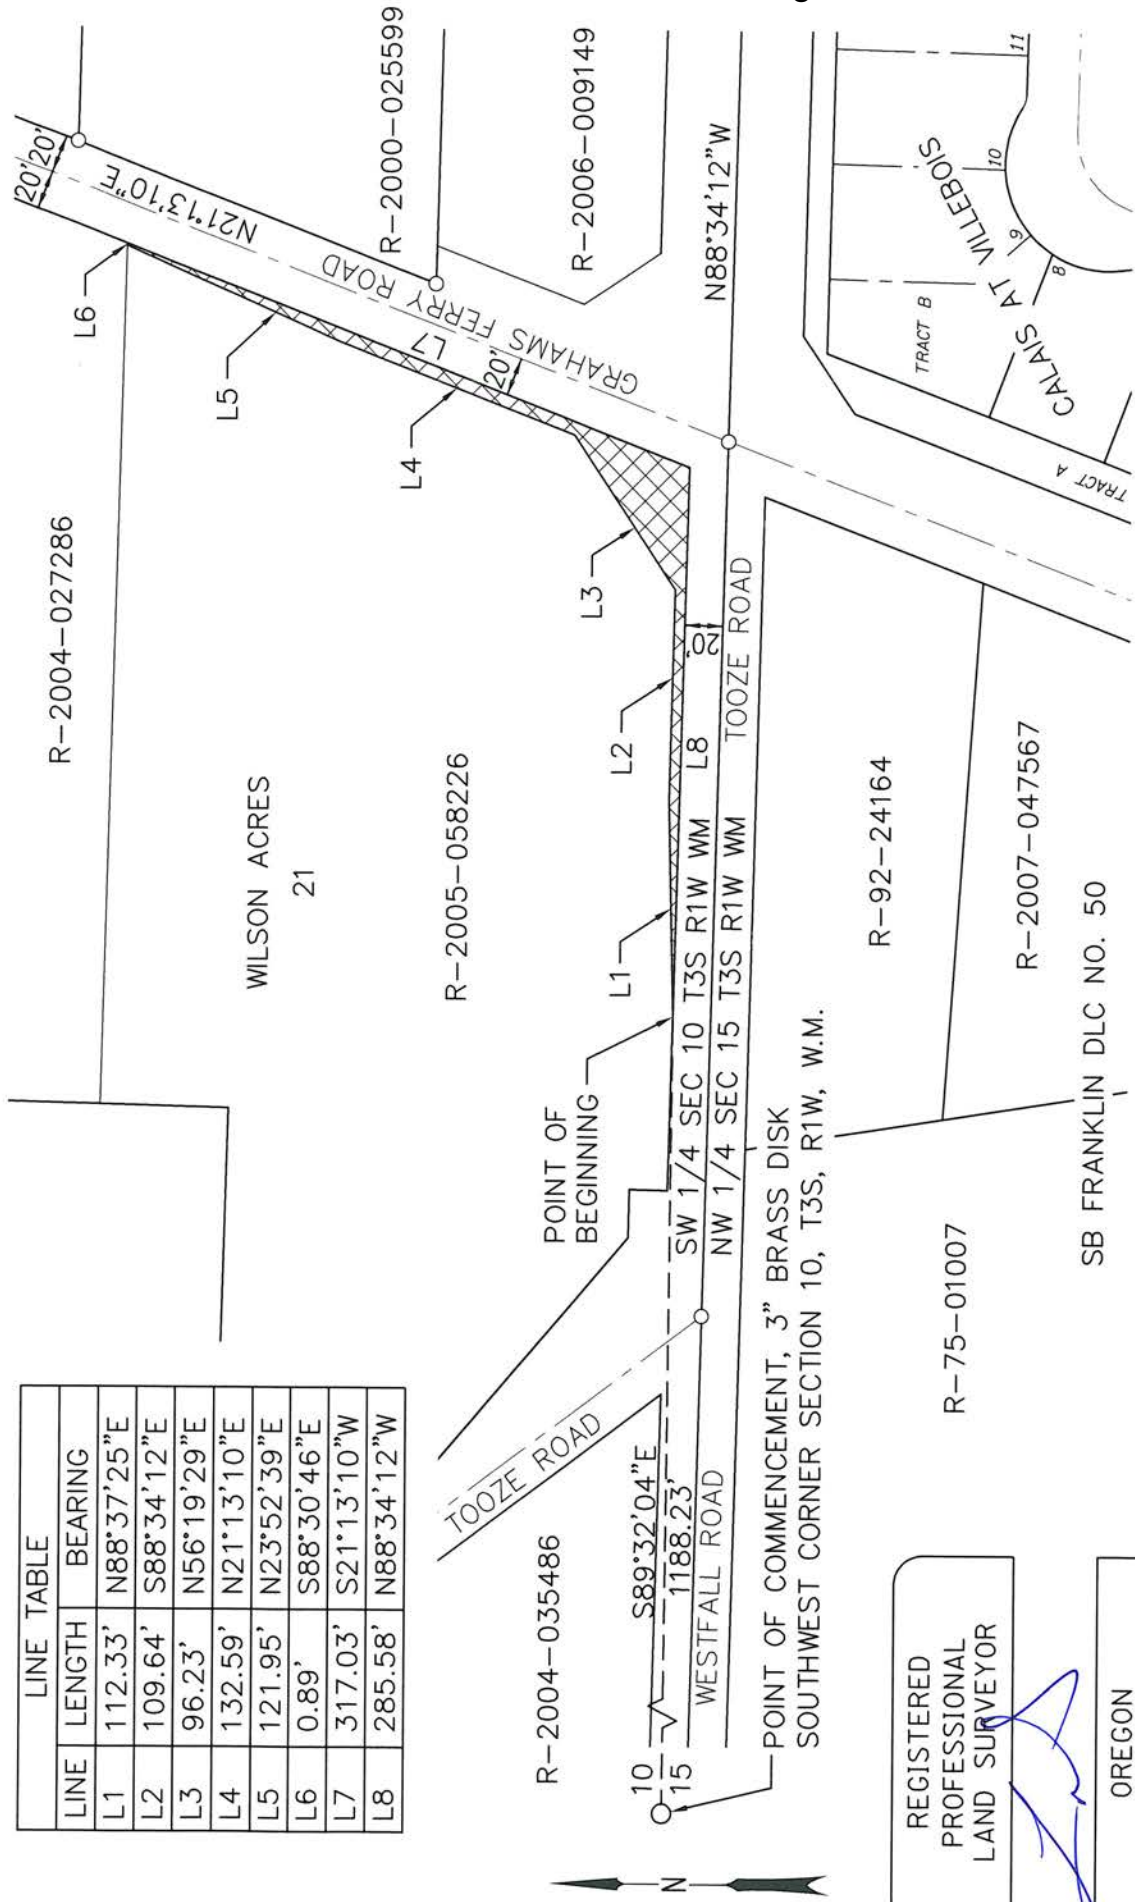 LINE TABLE
LINE LENGTH BEARING
L1 112.33' N88°37'25"E
L2 109.64' S88°34'12"E
L3 96.23' N56°19'29"E
L4 132.59' N21°13'10"E
L5 121.95' N23°52'39"E
L6 0.89' S88°30'46"E
L7 317.03' S21°13'10"W
L8 285.58' N88°34'12"W
R-2004-027286
WILSON ACRES
21
R-2005-058226
L6
L5
L4
L3
L2
L1
20' 20'
N21°13'10"E
GRAHAMS FERRY ROAD
L7
20'
R-2000-025599
R-2006-009149
N88°34'12"W
POINT OF
BEGINNING
L8
20'
SW 1/4 SEC 10 T3S R1W WM
NW 1/4 SEC 15 T3S R1W WM
TOOZE ROAD
TOOZE ROAD
R-2004-035486
S89°32'04"E
1188.23'
WESTFALL ROAD
10
15
POINT OF COMMENCEMENT, 3" BRASS DISK
SOUTHWEST CORNER SECTION 10, T3S, R1W, W.M.
R-92-24164
R-2007-047567
R-75-01007
SB FRANKLIN DLC NO. 50
TRACT B
TRACT A
CALAIS AT VILLEBOIS
8
9
10
11
N
REGISTERED
PROFESSIONAL
LAND SURVEYOR
OREGON